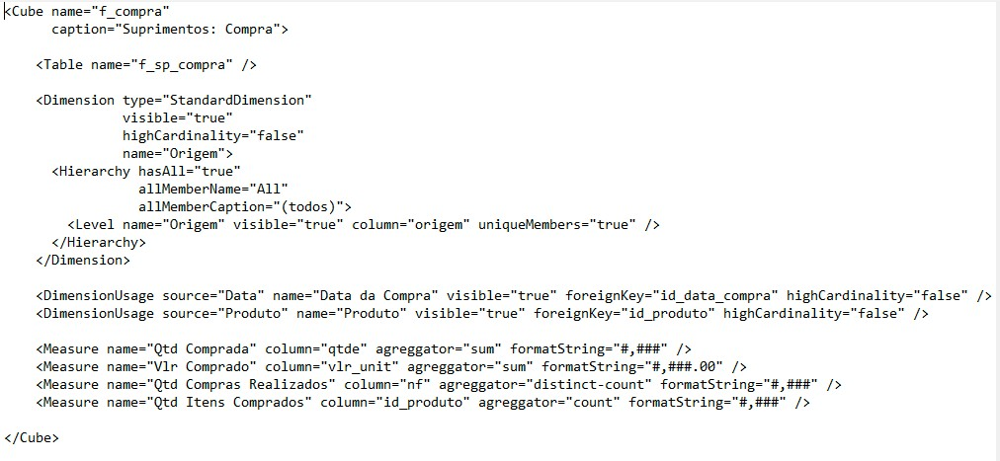 <Cube name="f_compra"
caption="Suprimentos: Compra">
<Table name="f_sp_compra" />
<Dimension type="StandardDimension"
visible="true"
highCardinality="false"
name="Origem">
<Hierarchy hasAll="true"
allMemberName="All"
allMemberCaption="(todos)">
<Level name="Origem" visible="true" column="origem" uniqueMembers="true" />
</Hierarchy>
</Dimension>
<DimensionUsage source="Data" name="Data da Compra" visible="true" foreignKey="id_data_compra" highCardinality="false" />
<DimensionUsage source="Produto" name="Produto" visible="true" foreignKey="id_produto" highCardinality="false" />
<Measure name="Qtd Comprada" column="qtde" agreggator="sum" formatString="#,###" />
<Measure name="Vlr Comprado" column="vlr_unit" agreggator="sum" formatString="#,###.00" />
<Measure name="Qtd Compras Realizados" column="nf" agreggator="distinct-count" formatString="#,###" />
<Measure name="Qtd Itens Comprados" column="id_produto" agreggator="count" formatString="#,###" />
</Cube>